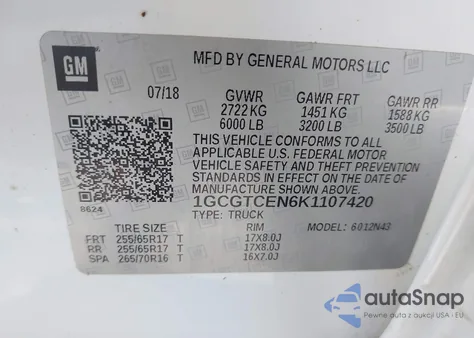 GM
MFD BY GENERAL MOTORS LLC
07/18 GVWR GAWR FRT GAWR RR
2722 KG 1451 KG 1588 KG
6000 LB 3200 LB 3500 LB
THIS VEHICLE CONFORMS TO ALL
APPLICABLE U.S. FEDERAL MOTOR
VEHICLE SAFETY AND THEFT PREVENTION
STANDARDS IN EFFECT ON THE DATE OF
MANUFACTURE SHOWN ABOVE.
8624 1GCGTCEN6K1107420
TYPE: TRUCK MODEL: 6012N43
TIRE SIZE RIM
FRT 255/65R17 T 17X8.0J
RR 255/65R17 T 17X8.0J
SPA 265/70R16 T 16X7.0J
autaSnap
Pewne auta z aukcji USA - EU